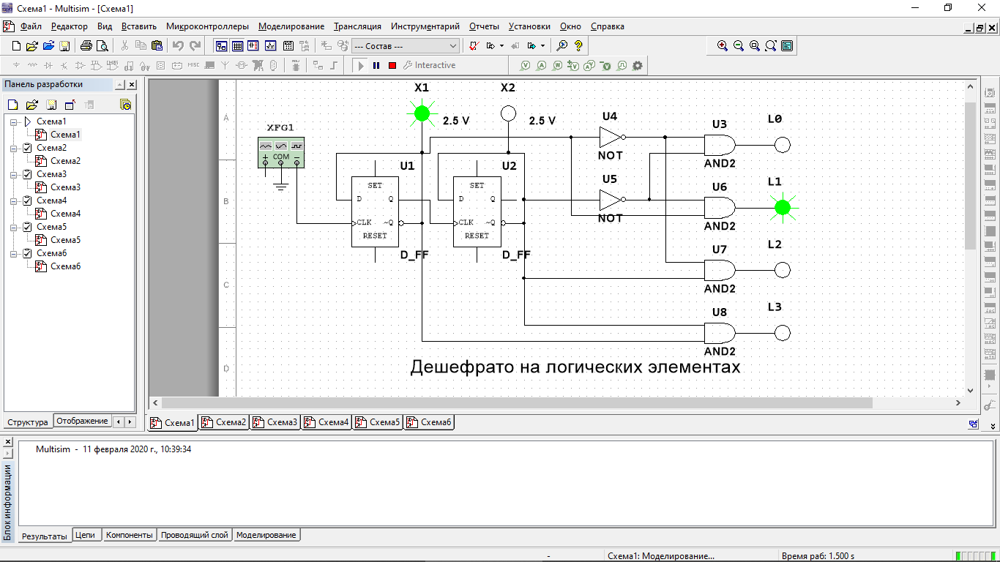 Схема1 - Multisim - [Схема1]
Файл Редактор Вид Вставить Микроконтроллеры Моделирование Трансляция Инструментарий Отчеты Установки Окно Справка
--- Состав ---
MISC
Interactive
V A W V A V
Панель разработки
Схема1
Схема1
Схема2
Схема2
Схема3
Схема3
Схема4
Схема4
Схема5
Схема5
Схема6
Схема6
Структура Отображение
A
B
C
D
X1 X2
2.5 V 2.5 V
XFG1
COM
U1 U2
SET SET
D Q D Q
CLK ~Q CLK ~Q
RESET RESET
D_FF D_FF
U4
NOT
U5
NOT
U3
AND2
L0
U6
AND2
L1
U7
AND2
L2
U8
AND2
L3
Дешефрато на логических элементах
Схема1 Схема2 Схема3 Схема4 Схема5 Схема6
Блок информации
Multisim - 11 февраля 2020 г., 10:39:34
Результаты Цепи Компоненты Проводящий слой Моделирование
- Схема1: Моделирование... Время раб: 1.500 s